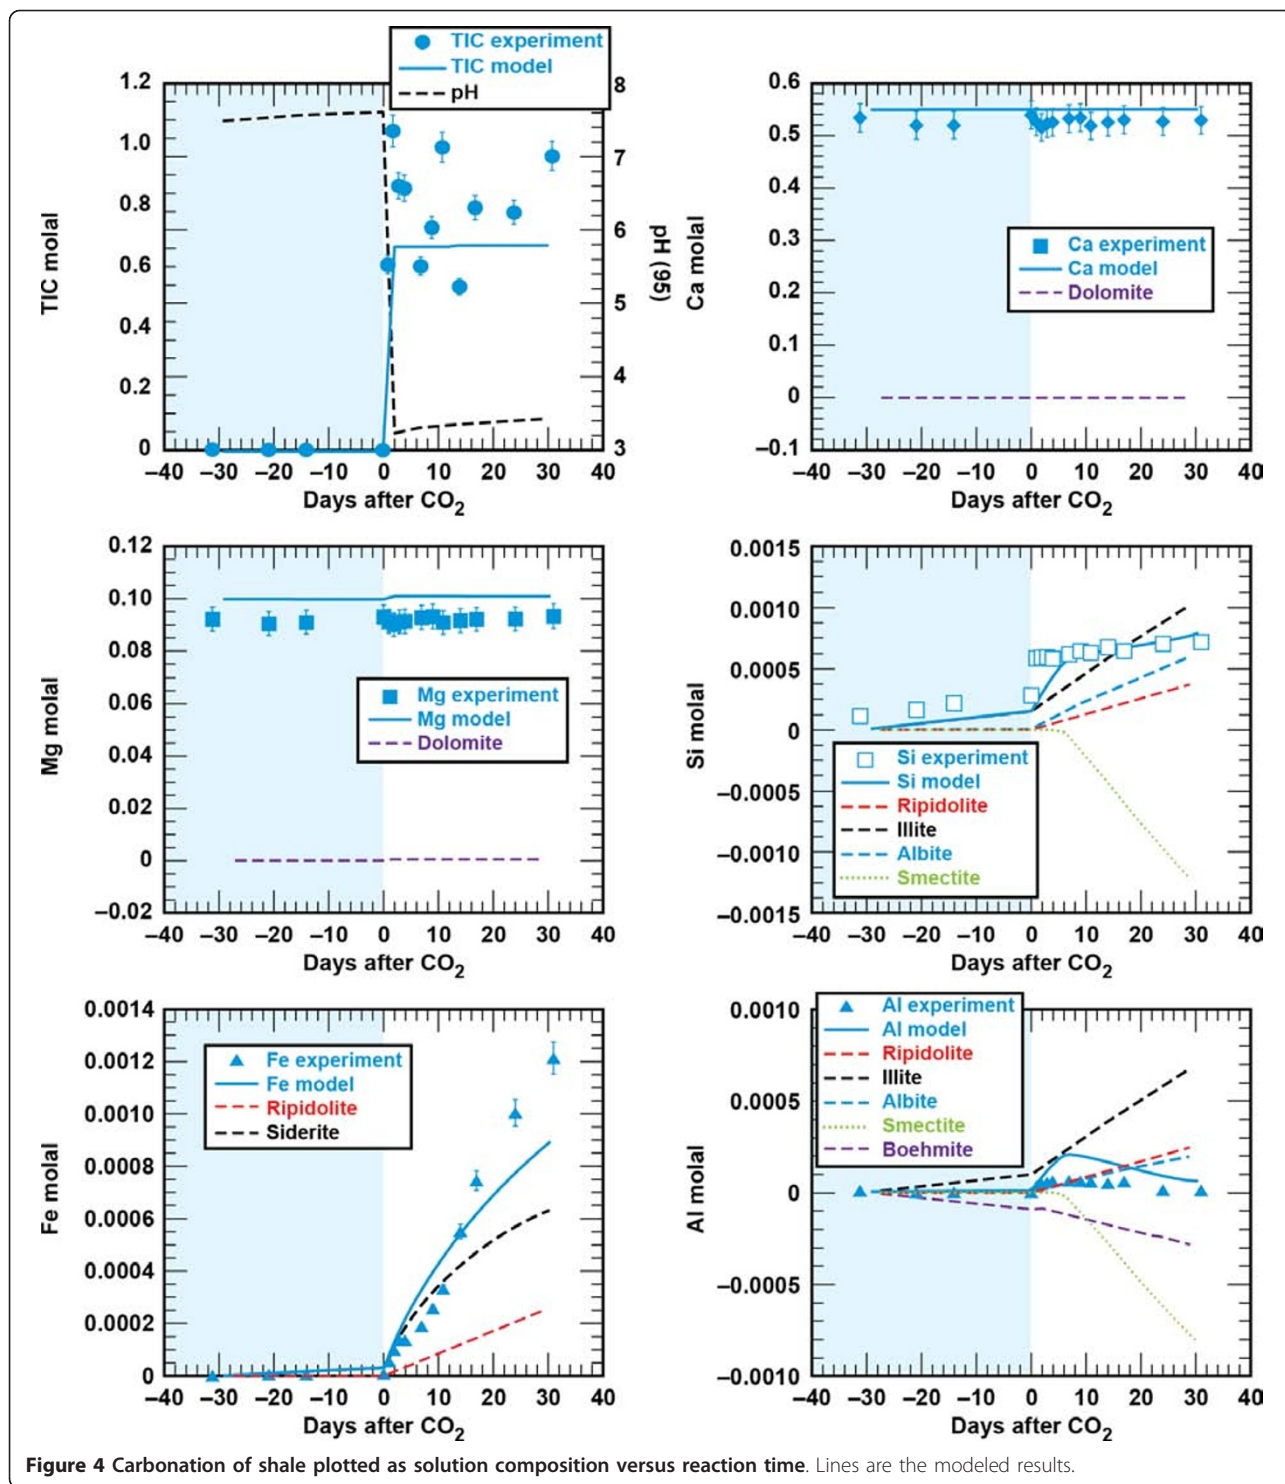 TIC experiment
TIC model
pH
1.2
1.0
0.8
0.6
0.4
0.2
0
TIC molal
8
7
6
5
4
3
pH (95)
–40 –30 –20 –10 0 10 20 30 40
Days after CO2
0.6
0.5
0.4
0.3
0.2
0.1
0
–0.1
Ca molal
Ca experiment
Ca model
Dolomite
–40 –30 –20 –10 0 10 20 30 40
Days after CO2
0.12
0.10
0.08
0.06
0.04
0.02
0
–0.02
Mg molal
Mg experiment
Mg model
Dolomite
–40 –30 –20 –10 0 10 20 30 40
Days after CO2
0.0015
0.0010
0.0005
0
–0.0005
–0.0010
–0.0015
Si molal
Si experiment
Si model
Ripidolite
Illite
Albite
Smectite
–40 –30 –20 –10 0 10 20 30 40
Days after CO2
0.0014
0.0012
0.0010
0.0008
0.0006
0.0004
0.0002
0
Fe molal
Fe experiment
Fe model
Ripidolite
Siderite
–40 –30 –20 –10 0 10 20 30 40
Days after CO2
0.0010
0.0005
0
–0.0005
–0.0010
Al molal
Al experiment
Al model
Ripidolite
Illite
Albite
Smectite
Boehmite
–40 –30 –20 –10 0 10 20 30 40
Days after CO2
Figure 4 Carbonation of shale plotted as solution composition versus reaction time. Lines are the modeled results.